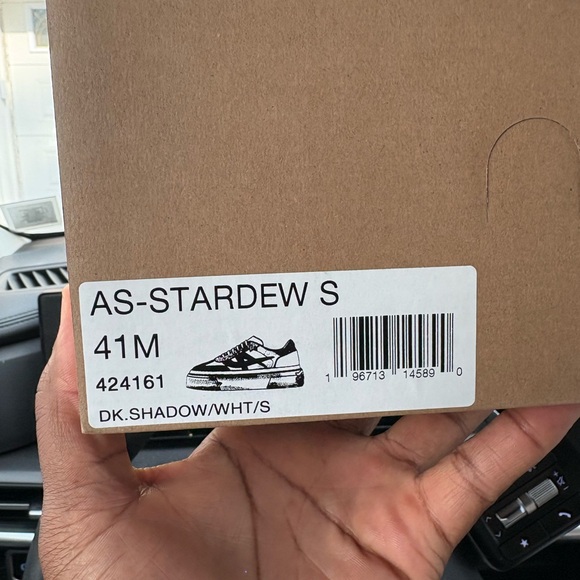 AS-STARDEW S
41M
424161
1 96713 14589 0
DK.SHADOW/WHT/S